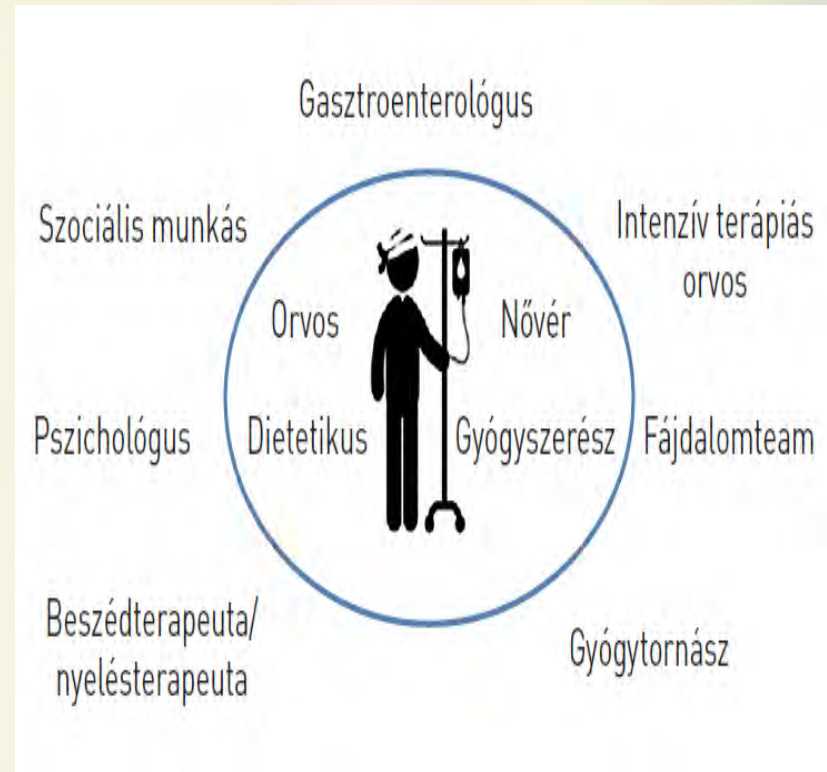 Gasztroenterológus
Szociális munkás
Intenzív terápiás
orvos
Orvos
Nővér
Pszichológus
Dietetikus
Gyógyszerész
Fájdalomteam
Beszédterapeuta/
nyelésterapeuta
Gyógytornász